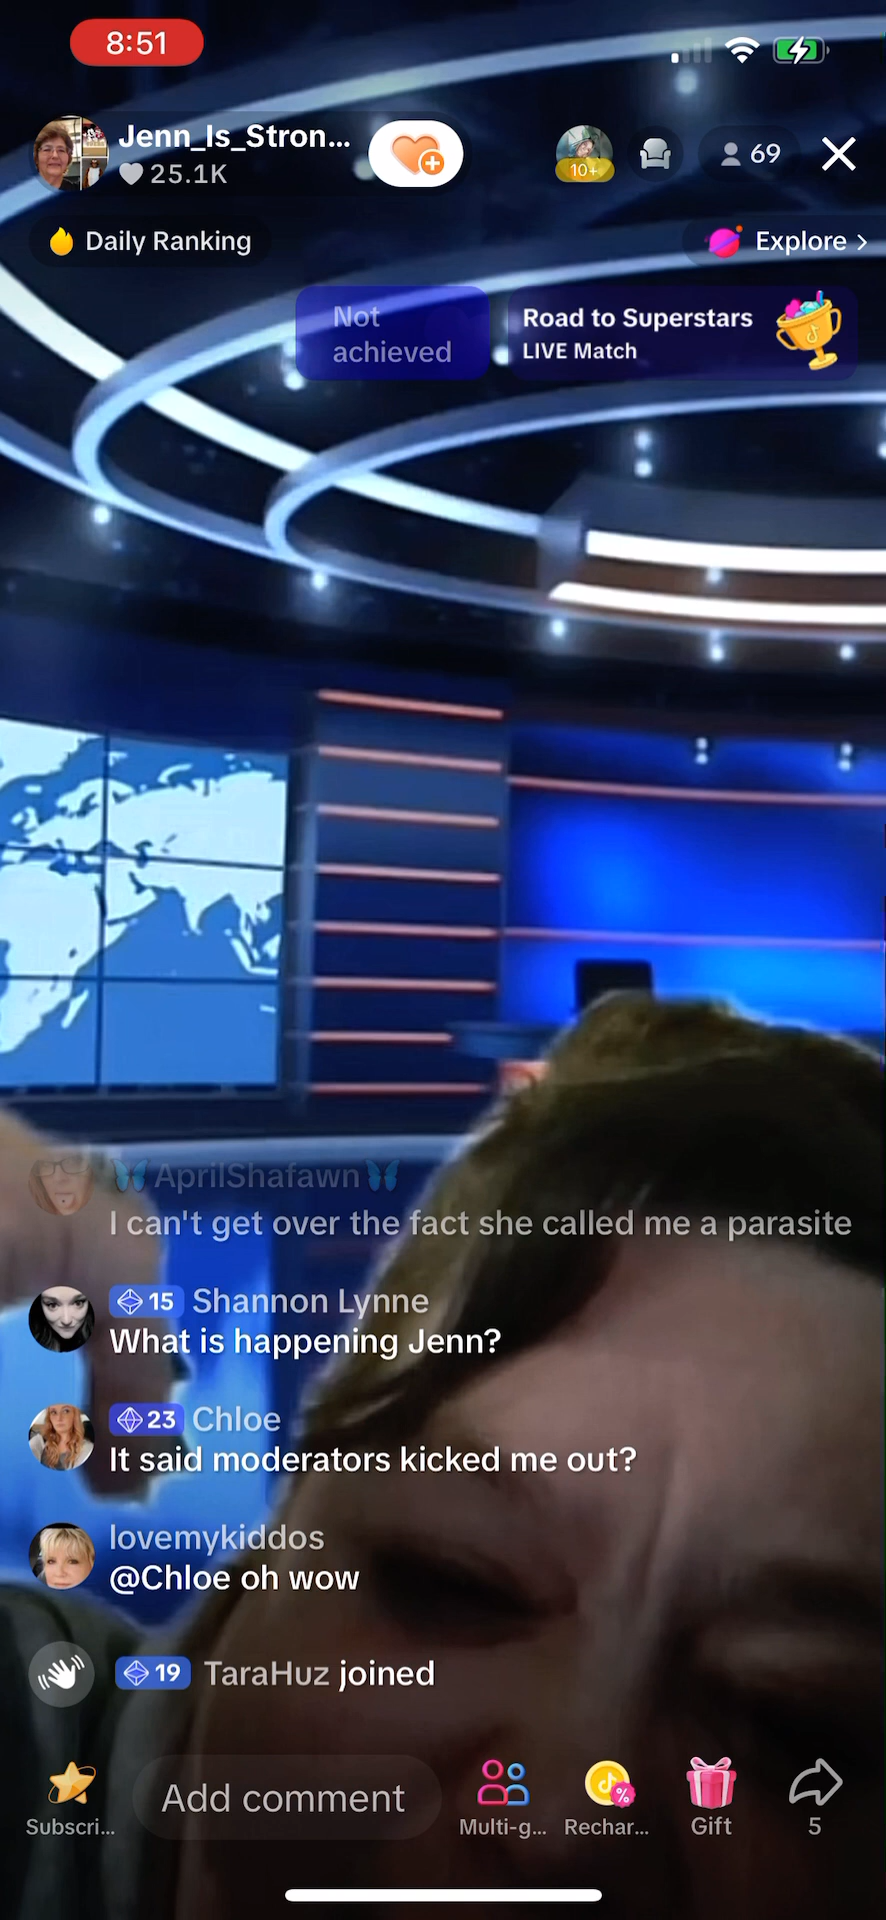 8:51
Jenn_Is_Stron...
25.1K
10+
69
Daily Ranking
Explore >
Not
achieved
Road to Superstars
LIVE Match
🦋AprilShafawn🦋
I can't get over the fact she called me a parasite
15 Shannon Lynne
What is happening Jenn?
23 Chloe
It said moderators kicked me out?
lovemykiddos
@Chloe oh wow
19 TaraHuz joined
Add comment
Subscri...
Multi-g...
Rechar...
Gift
5